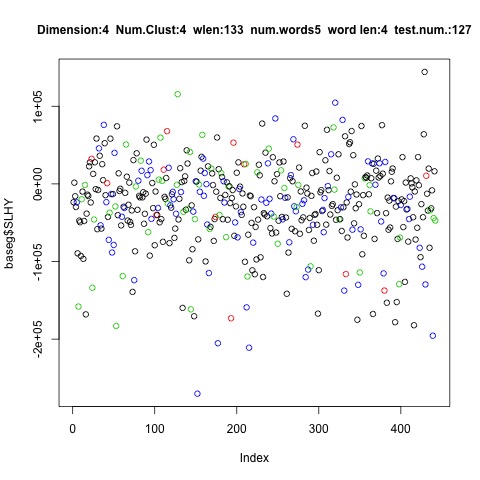 Dimension:4 Num.Clust:4 wlen:133 num.words5 word len:4 test.num.:127
baseg$SLHY
1e+05
0e+00
-1e+05
-2e+05
0 100 200 300 400
Index